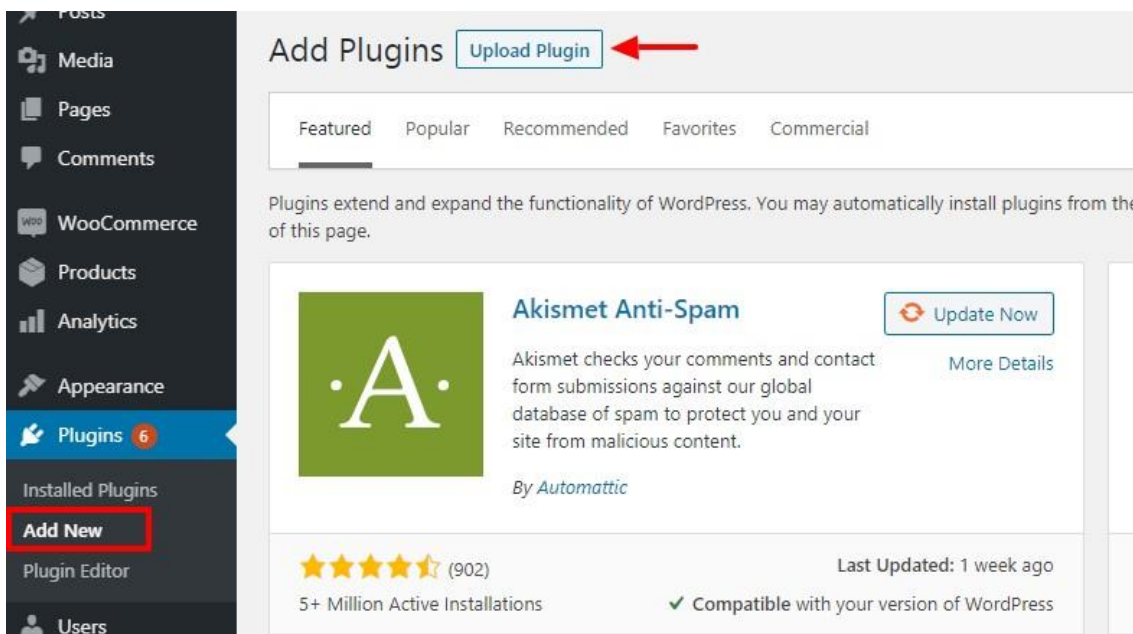 Posts
Media
Pages
Comments
WOO WooCommerce
Products
Analytics
Appearance
Plugins 6
Installed Plugins
Add New
Plugin Editor
Users
Add Plugins Upload Plugin
Featured Popular Recommended Favorites Commercial
Plugins extend and expand the functionality of WordPress. You may automatically install plugins from the
of this page.
·A·
Akismet Anti-Spam
Update Now
More Details
Akismet checks your comments and contact
form submissions against our global
database of spam to protect you and your
site from malicious content.
By Automattic
(902)
5+ Million Active Installations
Last Updated: 1 week ago
✓ Compatible with your version of WordPress